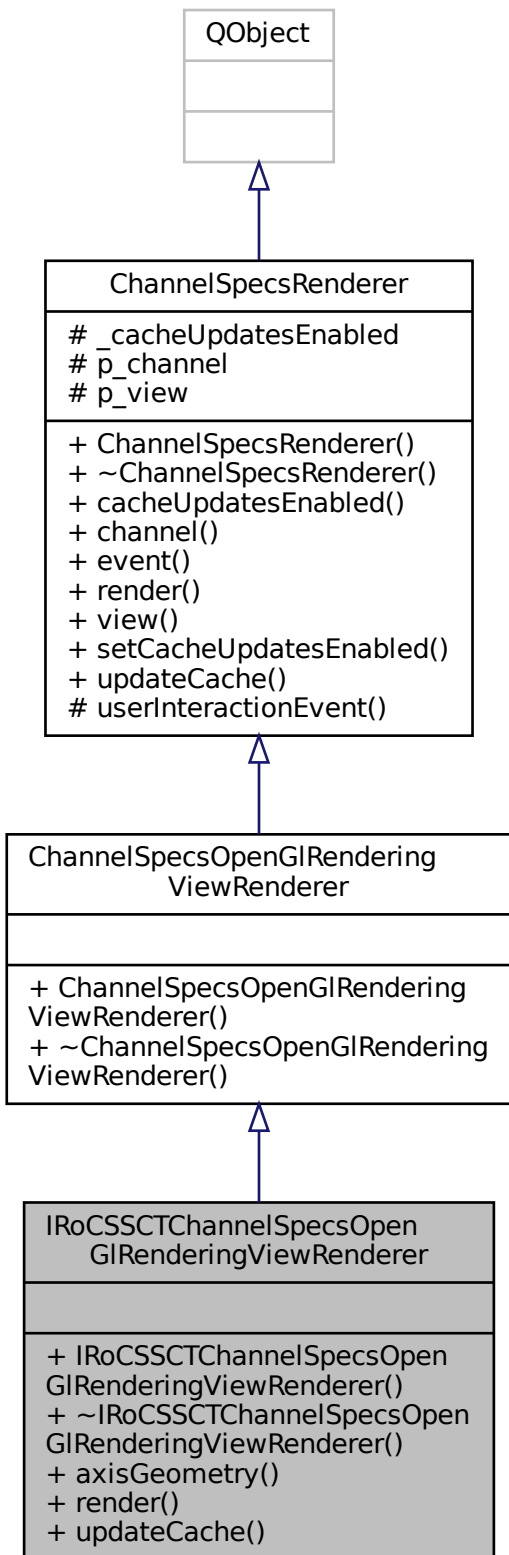 QObject
ChannelSpecsRenderer
# _cacheUpdatesEnabled
# p_channel
# p_view
+ ChannelSpecsRenderer()
+ ~ChannelSpecsRenderer()
+ cacheUpdatesEnabled()
+ channel()
+ event()
+ render()
+ view()
+ setCacheUpdatesEnabled()
+ updateCache()
# userInteractionEvent()
ChannelSpecsOpenGlRendering
ViewRenderer
+ ChannelSpecsOpenGlRendering
ViewRenderer()
+ ~ChannelSpecsOpenGlRendering
ViewRenderer()
IRoCSSCTChannelSpecsOpen
GlRenderingViewRenderer
+ IRoCSSCTChannelSpecsOpen
GlRenderingViewRenderer()
+ ~IRoCSSCTChannelSpecsOpen
GlRenderingViewRenderer()
+ axisGeometry()
+ render()
+ updateCache()